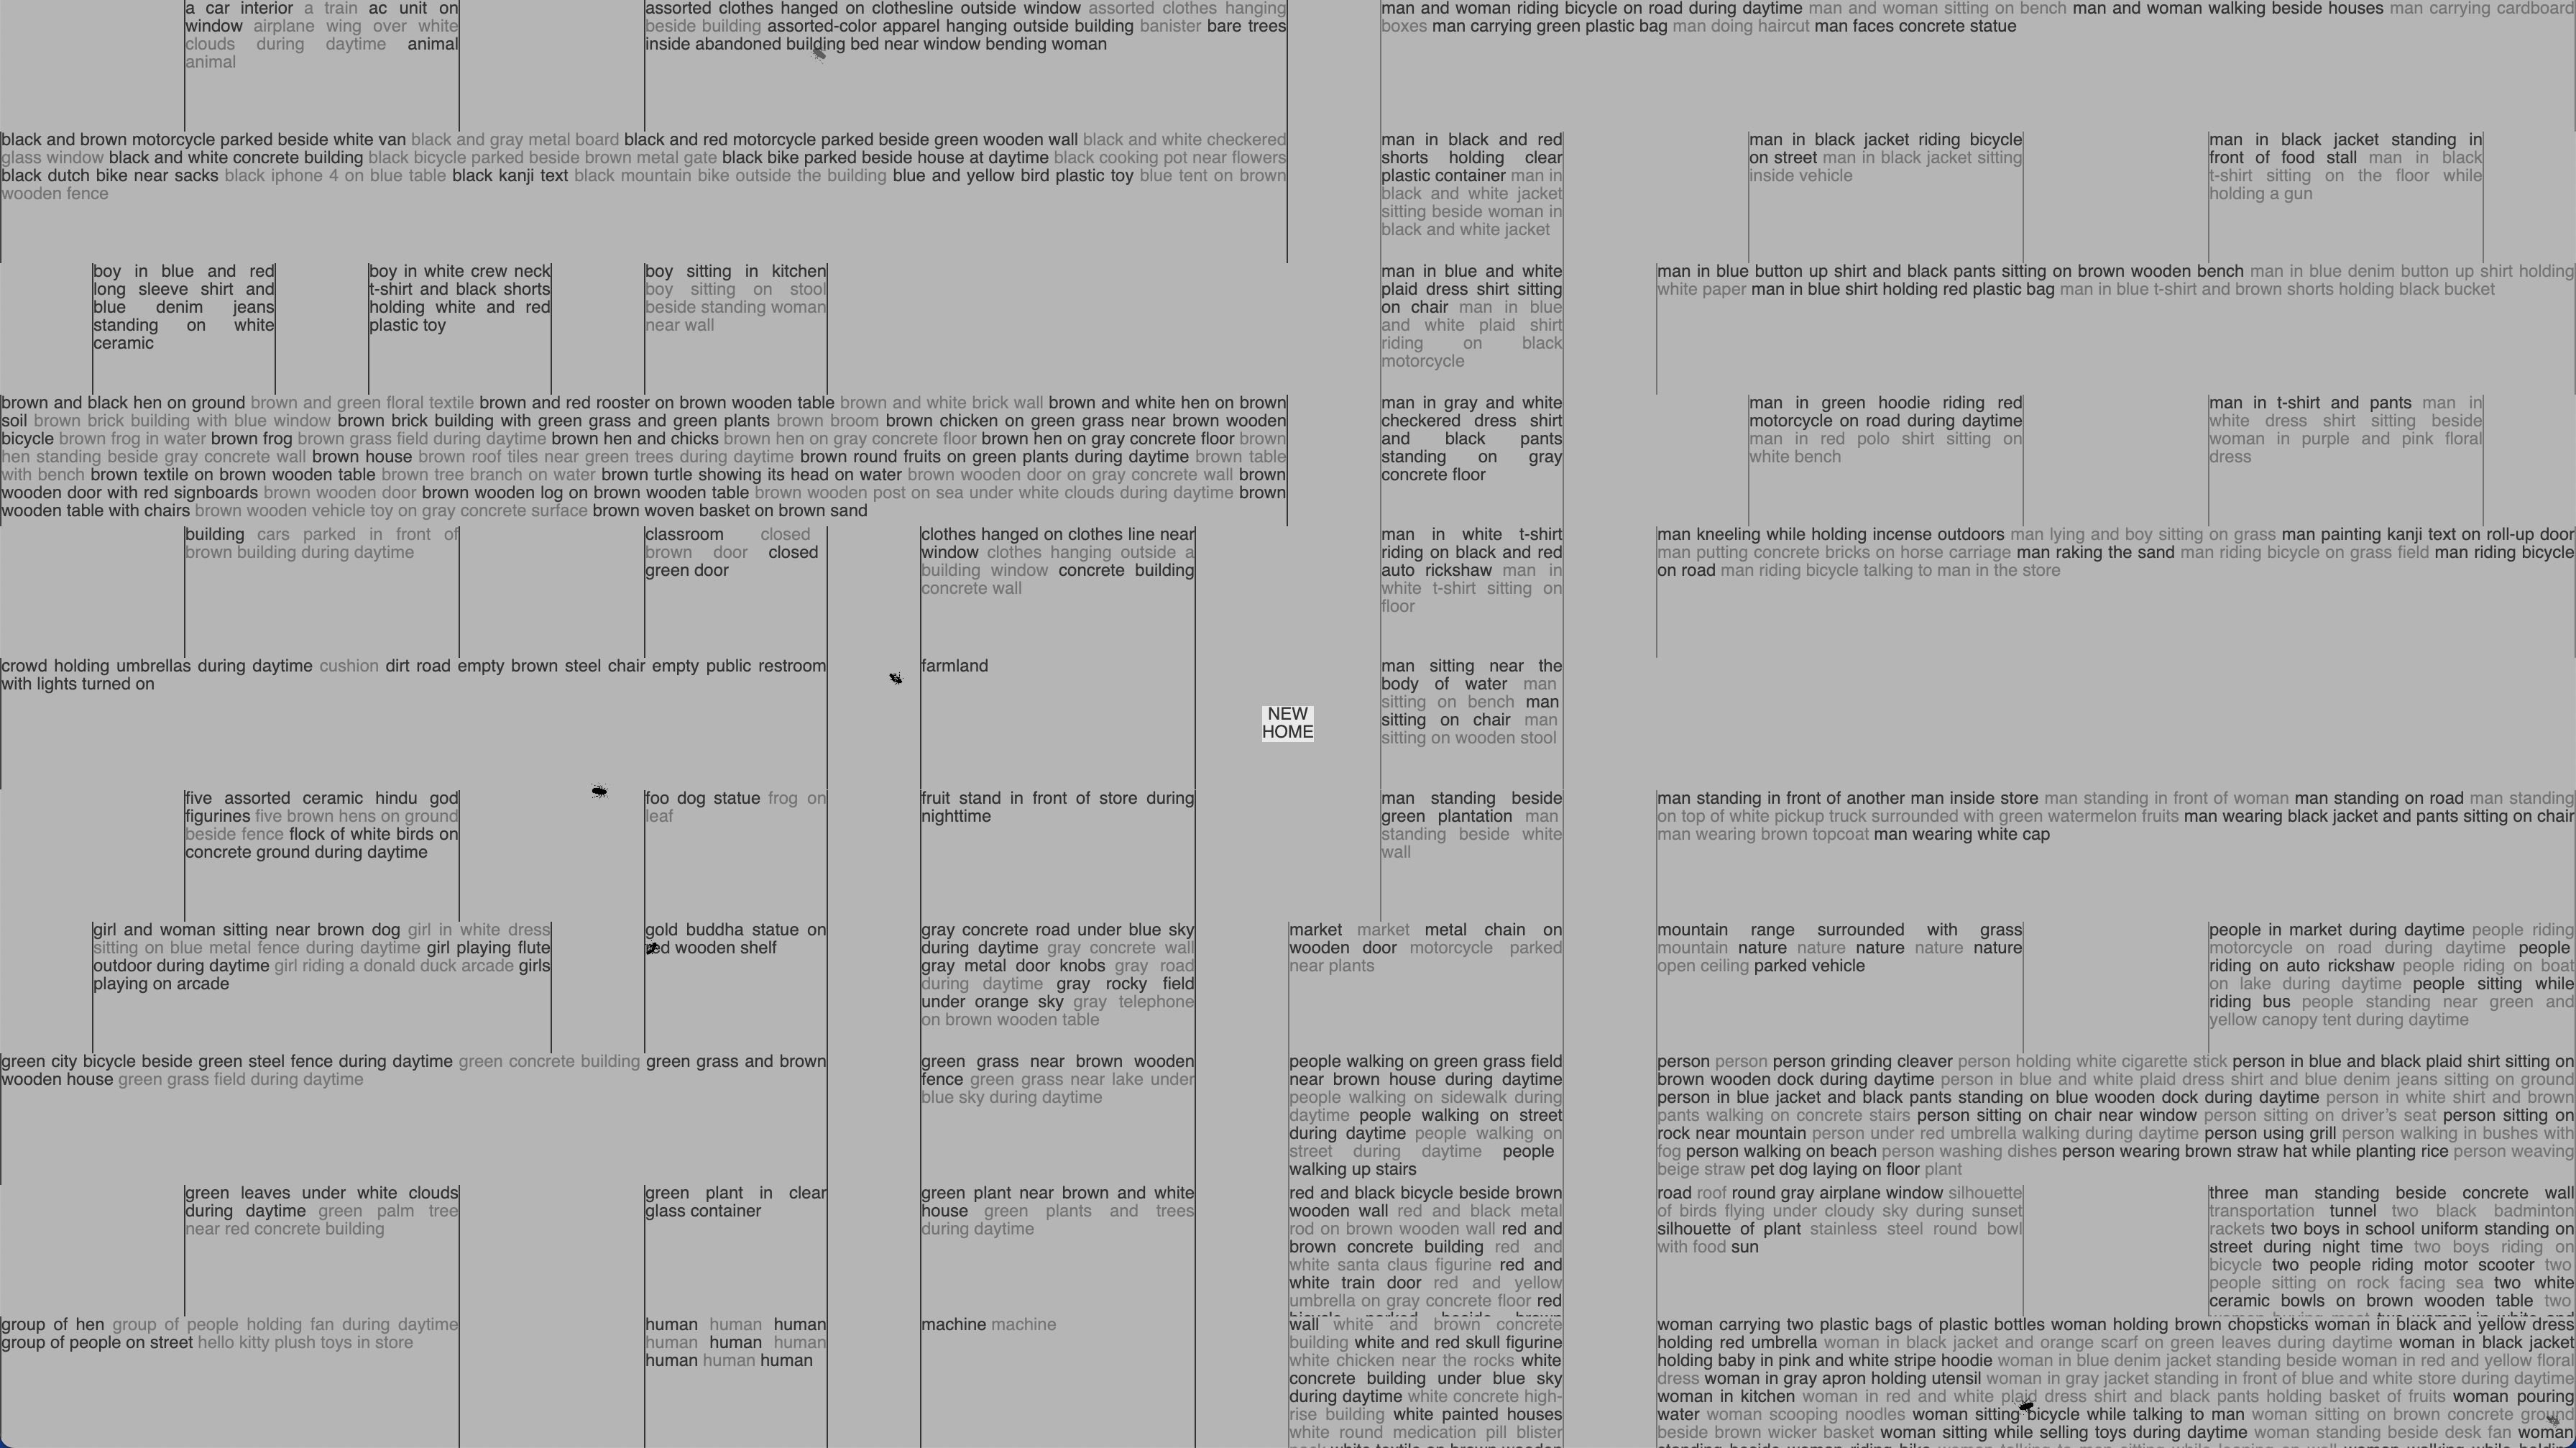 a car interior a train ac unit on
window airplane wing over white
clouds during daytime animal
animal
assorted clothes hanged on clothesline outside window assorted clothes hanging
beside building assorted-color apparel hanging outside building banister bare trees
inside abandoned building bed near window bending woman
man and woman riding bicycle on road during daytime man and woman sitting on bench man and woman walking beside houses man carrying cardboard
boxes man carrying green plastic bag man doing haircut man faces concrete statue
black and brown motorcycle parked beside white van black and gray metal board black and red motorcycle parked beside green wooden wall black and white checkered
glass window black and white concrete building black bicycle parked beside brown metal gate black bike parked beside house at daytime black cooking pot near flowers
black dutch bike near sacks black iphone 4 on blue table black kanji text black mountain bike outside the building blue and yellow bird plastic toy blue tent on brown
wooden fence
man in black and red
shorts holding clear
plastic container man in
black and white jacket
sitting beside woman in
black and white jacket
man in black jacket riding bicycle
on street man in black jacket sitting
inside vehicle
man in black jacket standing in
front of food stall man in black
t-shirt sitting on the floor while
holding a gun
boy in blue and red
long sleeve shirt and
blue denim jeans
standing on white
ceramic
boy in white crew neck
t-shirt and black shorts
holding white and red
plastic toy
boy sitting in kitchen
boy sitting on stool
beside standing woman
near wall
man in blue and white
plaid dress shirt sitting
on chair man in blue
and white plaid shirt
riding on black
motorcycle
man in blue button up shirt and black pants sitting on brown wooden bench man in blue denim button up shirt holding
white paper man in blue shirt holding red plastic bag man in blue t-shirt and brown shorts holding black bucket
brown and black hen on ground brown and green floral textile brown and red rooster on brown wooden table brown and white brick wall brown and white hen on brown
soil brown brick building with blue window brown brick building with green grass and green plants brown broom brown chicken on green grass near brown wooden
bicycle brown frog in water brown frog brown grass field during daytime brown hen and chicks brown hen on gray concrete floor brown hen on gray concrete floor brown
hen standing beside gray concrete wall brown house brown roof tiles near green trees during daytime brown round fruits on green plants during daytime brown table
with bench brown textile on brown wooden table brown tree branch on water brown turtle showing its head on water brown wooden door on gray concrete wall brown
wooden door with red signboards brown wooden door brown wooden log on brown wooden table brown wooden post on sea under white clouds during daytime brown
wooden table with chairs brown wooden vehicle toy on gray concrete surface brown woven basket on brown sand
man in gray and white
checkered dress shirt
and black pants
standing on gray
concrete floor
man in green hoodie riding red
motorcycle on road during daytime
man in red polo shirt sitting on
white bench
man in t-shirt and pants man in
white dress shirt sitting beside
woman in purple and pink floral
dress
building cars parked in front of
brown building during daytime
classroom closed
brown door closed
green door
clothes hanged on clothes line near
window clothes hanging outside a
building window concrete building
concrete wall
man in white t-shirt
riding on black and red
auto rickshaw man in
white t-shirt sitting on
floor
man kneeling while holding incense outdoors man lying and boy sitting on grass man painting kanji text on roll-up door
man putting concrete bricks on horse carriage man raking the sand man riding bicycle on grass field man riding bicycle
on road man riding bicycle talking to man in the store
crowd holding umbrellas during daytime cushion dirt road empty brown steel chair empty public restroom
with lights turned on
farmland
NEW
HOME
man sitting near the
body of water man
sitting on bench man
sitting on chair man
sitting on wooden stool
five assorted ceramic hindu god
figurines five brown hens on ground
beside fence flock of white birds on
concrete ground during daytime
foo dog statue frog on
leaf
fruit stand in front of store during
nighttime
man standing beside
green plantation man
standing beside white
wall
man standing in front of another man inside store man standing in front of woman man standing on road man standing
on top of white pickup truck surrounded with green watermelon fruits man wearing black jacket and pants sitting on chair
man wearing brown topcoat man wearing white cap
girl and woman sitting near brown dog girl in white dress
sitting on blue metal fence during daytime girl playing flute
outdoor during daytime girl riding a donald duck arcade girls
playing on arcade
gold buddha statue on
red wooden shelf
gray concrete road under blue sky
during daytime gray concrete wall
gray metal door knobs gray road
during daytime gray rocky field
under orange sky gray telephone
on brown wooden table
market market metal chain on
wooden door motorcycle parked
near plants
mountain range surrounded with grass
mountain nature nature nature nature nature
open ceiling parked vehicle
people in market during daytime people riding
motorcycle on road during daytime people
riding on auto rickshaw people riding on boat
on lake during daytime people sitting while
riding bus people standing near green and
yellow canopy tent during daytime
green city bicycle beside green steel fence during daytime green concrete building green grass and brown
wooden house green grass field during daytime
green grass near brown wooden
fence green grass near lake under
blue sky during daytime
people walking on green grass field
near brown house during daytime
people walking on sidewalk during
daytime people walking on street
during daytime people walking on
street during daytime people
walking up stairs
person person person grinding cleaver person holding white cigarette stick person in blue and black plaid shirt sitting on
brown wooden dock during daytime person in blue and white plaid dress shirt and blue denim jeans sitting on ground
person in blue jacket and black pants standing on blue wooden dock during daytime person in white shirt and brown
pants walking on concrete stairs person sitting on chair near window person sitting on driver's seat person sitting on
rock near mountain person under red umbrella walking during daytime person using grill person walking in bushes with
fog person walking on beach person washing dishes person wearing brown straw hat while planting rice person weaving
beige straw pet dog laying on floor plant
green leaves under white clouds
during daytime green palm tree
near red concrete building
green plant in clear
glass container
green plant near brown and white
house green plants and trees
during daytime
red and black bicycle beside brown
wooden wall red and black metal
rod on brown wooden wall red and
brown concrete building red and
white santa claus figurine red and
white train door red and yellow
umbrella on gray concrete floor red
road roof round gray airplane window silhouette
of birds flying under cloudy sky during sunset
silhouette of plant stainless steel round bowl
with food sun
three man standing beside concrete wall
transportation tunnel two black badminton
rackets two boys in school uniform standing on
street during night time two boys riding on
bicycle two people riding motor scooter two
people sitting on rock facing sea two white
ceramic bowls on brown wooden table two
group of hen group of people holding fan during daytime
group of people on street hello kitty plush toys in store
human human human
human human human
human human human
machine machine
wall white and brown concrete
building white and red skull figurine
white chicken near the rocks white
concrete building under blue sky
during daytime white concrete high-
rise building white painted houses
white round medication pill blister
woman carrying two plastic bags of plastic bottles woman holding brown chopsticks woman in black and yellow dress
holding red umbrella woman in black jacket and orange scarf on green leaves during daytime woman in black jacket
holding baby in pink and white stripe hoodie woman in blue denim jacket standing beside woman in red and yellow floral
dress woman in gray apron holding utensil woman in gray jacket standing in front of blue and white store during daytime
woman in kitchen woman in red and white plaid dress shirt and black pants holding basket of fruits woman pouring
water woman scooping noodles woman sitting bicycle while talking to man woman sitting on brown concrete ground
beside brown wicker basket woman sitting while selling toys during daytime woman standing beside desk fan woman